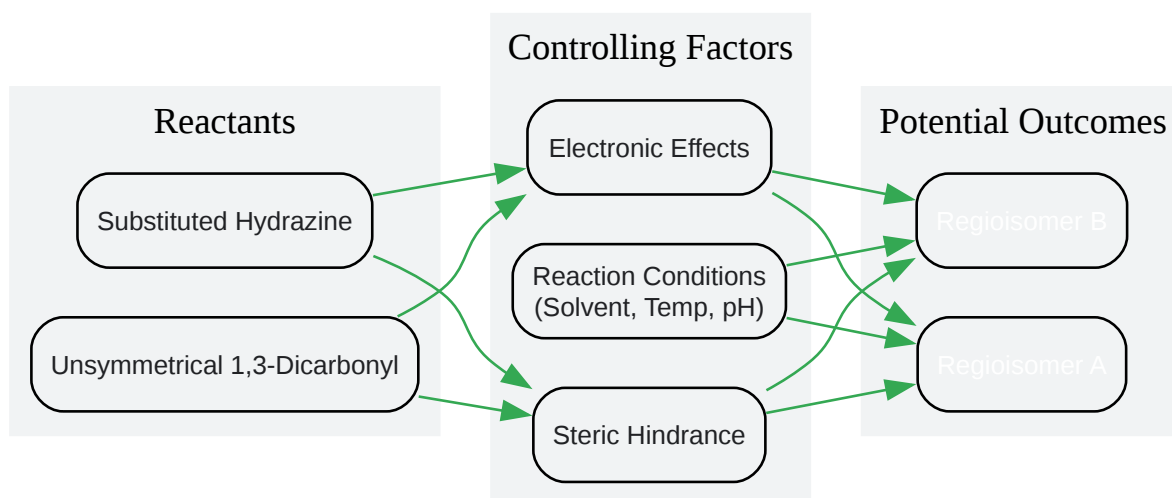 Reactants
Substituted Hydrazine
Unsymmetrical 1,3-Dicarbonyl
Controlling Factors
Electronic Effects
Reaction Conditions
(Solvent, Temp, pH)
Steric Hindrance
Potential Outcomes
Regioisomer B
Regioisomer A